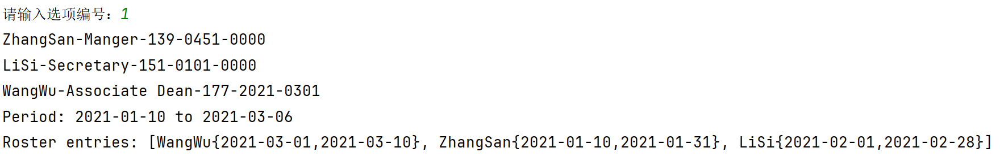 请输入选项编号：1
ZhangSan-Manger-139-0451-0000
LiSi-Secretary-151-0101-0000
WangWu-Associate Dean-177-2021-0301
Period: 2021-01-10 to 2021-03-06
Roster entries: [WangWu{2021-03-01,2021-03-10}, ZhangSan{2021-01-10,2021-01-31}, LiSi{2021-02-01,2021-02-28}]